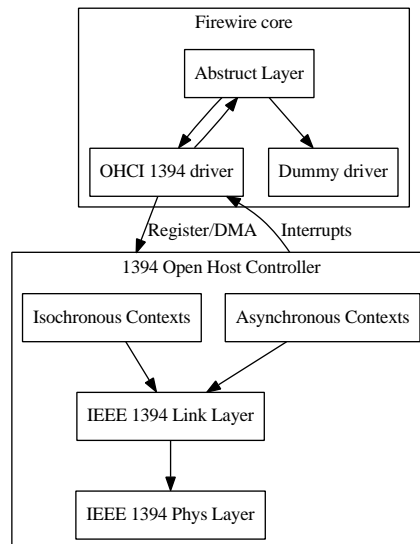 Firewire core
Abstruct Layer
OHCI 1394 driver
Dummy driver
Register/DMA
Interrupts
1394 Open Host Controller
Isochronous Contexts
Asynchronous Contexts
IEEE 1394 Link Layer
IEEE 1394 Phys Layer